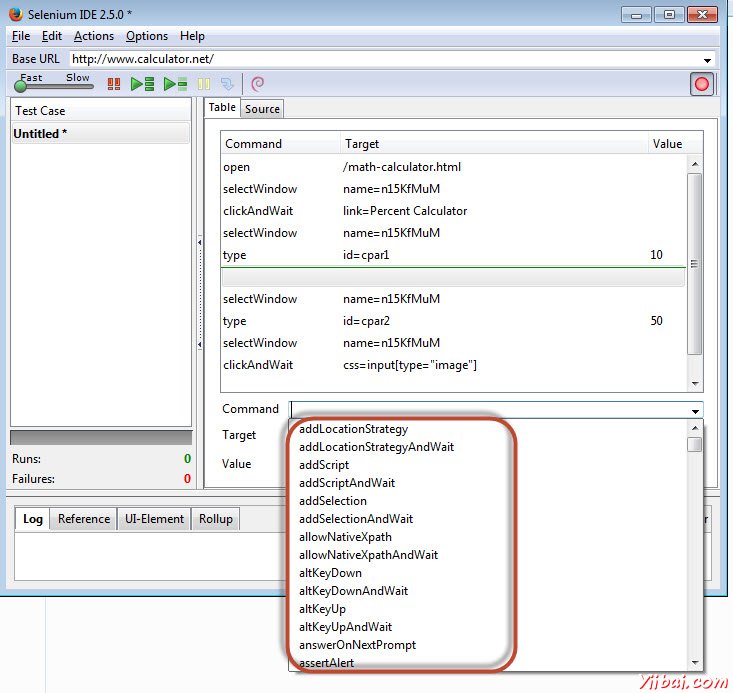 Selenium IDE 2.5.0 *
File Edit Actions Options Help
Base URL http://www.calculator.net/
Fast Slow
Test Case
Untitled *
Runs: 0
Failures: 0
Table Source
Command Target Value
open /math-calculator.html
selectWindow name=n15KfMuM
clickAndWait link=Percent Calculator
selectWindow name=n15KfMuM
type id=cpar1 10
selectWindow name=n15KfMuM
type id=cpar2 50
selectWindow name=n15KfMuM
clickAndWait css=input[type="image"]
Command
Target
Value
addLocationStrategy
addLocationStrategyAndWait
addScript
addScriptAndWait
addSelection
addSelectionAndWait
allowNativeXpath
allowNativeXpathAndWait
altKeyDown
altKeyDownAndWait
altKeyUp
altKeyUpAndWait
answerOnNextPrompt
assertAlert
Log Reference UI-Element Rollup
Yiibai.com